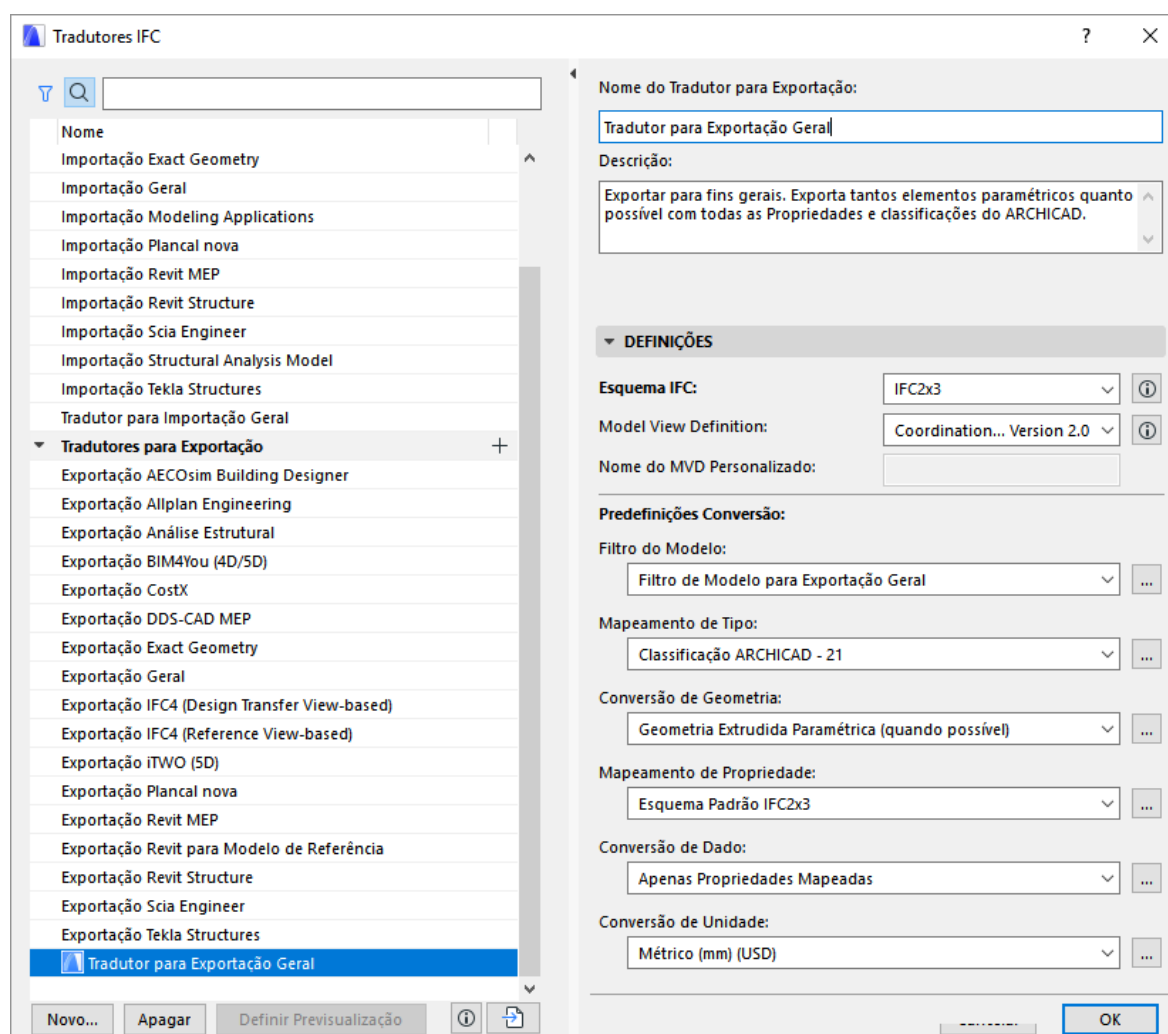 Tradutores IFC
?
Nome
Importação Exact Geometry
Importação Geral
Importação Modeling Applications
Importação Plancal nova
Importação Revit MEP
Importação Revit Structure
Importação Scia Engineer
Importação Structural Analysis Model
Importação Tekla Structures
Tradutor para Importação Geral
Tradutores para Exportação
Exportação AECOsim Building Designer
Exportação Allplan Engineering
Exportação Análise Estrutural
Exportação BIM4You (4D/5D)
Exportação CostX
Exportação DDS-CAD MEP
Exportação Exact Geometry
Exportação Geral
Exportação IFC4 (Design Transfer View-based)
Exportação IFC4 (Reference View-based)
Exportação iTWO (5D)
Exportação Plancal nova
Exportação Revit MEP
Exportação Revit para Modelo de Referência
Exportação Revit Structure
Exportação Scia Engineer
Exportação Tekla Structures
Tradutor para Exportação Geral
Novo... Apagar Definir Previsualização
Nome do Tradutor para Exportação:
Tradutor para Exportação Geral
Descrição:
Exportar para fins gerais. Exporta tantos elementos paramétricos quanto
possível com todas as Propriedades e classificações do ARCHICAD.
DEFINIÇÕES
Esquema IFC: IFC2x3
Model View Definition: Coordination... Version 2.0
Nome do MVD Personalizado:
Predefinições Conversão:
Filtro do Modelo:
Filtro de Modelo para Exportação Geral ...
Mapeamento de Tipo:
Classificação ARCHICAD - 21 ...
Conversão de Geometria:
Geometria Extrudida Paramétrica (quando possível) ...
Mapeamento de Propriedade:
Esquema Padrão IFC2x3 ...
Conversão de Dado:
Apenas Propriedades Mapeadas ...
Conversão de Unidade:
Métrico (mm) (USD) ...
OK